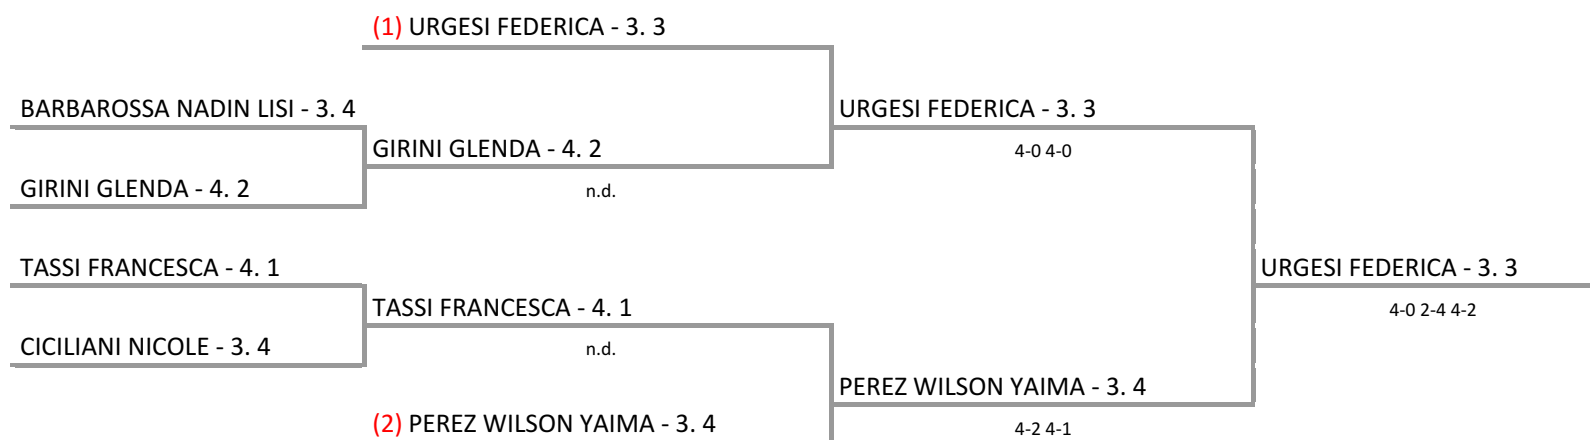 (1) URGESI FEDERICA - 3. 3
BARBAROSSA NADIN LISI - 3. 4
URGESI FEDERICA - 3. 3
GIRINI GLENDA - 4. 2
4-0 4-0
GIRINI GLENDA - 4. 2
n.d.
TASSI FRANCESCA - 4. 1
URGESI FEDERICA - 3. 3
TASSI FRANCESCA - 4. 1
4-0 2-4 4-2
CICILIANI NICOLE - 3. 4
n.d.
PEREZ WILSON YAIMA - 3. 4
(2) PEREZ WILSON YAIMA - 3. 4
4-2 4-1